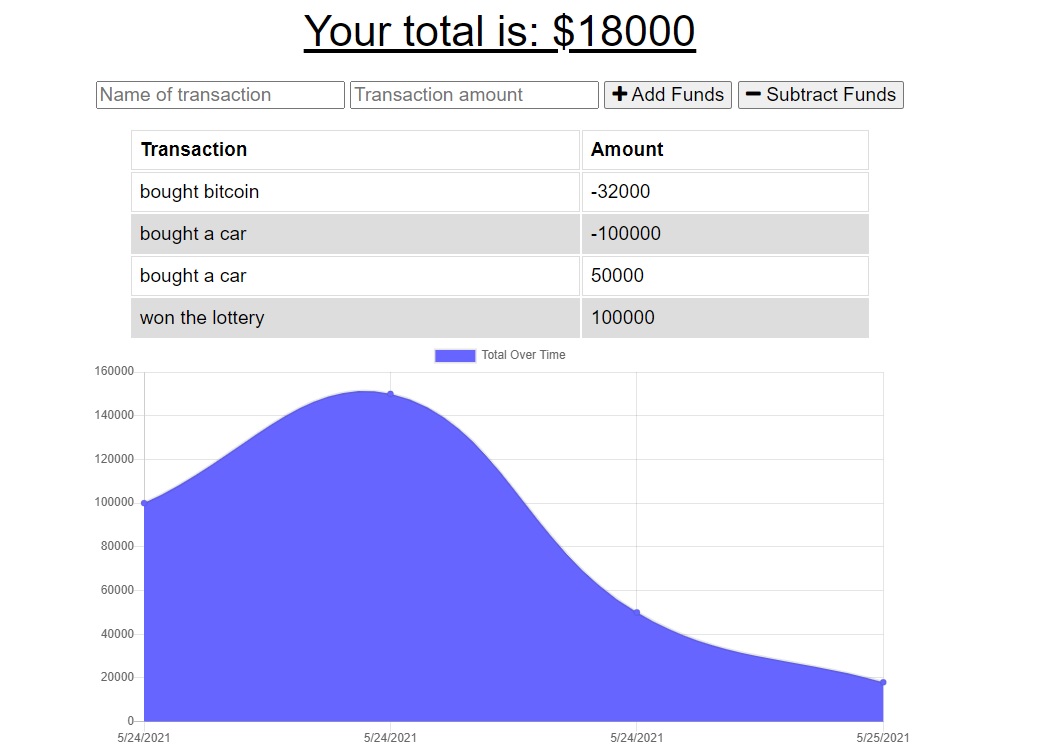 Your total is: $18000
Name of transaction Transaction amount Add Funds Subtract Funds
Transaction Amount
bought bitcoin -32000
bought a car -100000
bought a car 50000
won the lottery 100000
Total Over Time
160000
140000
120000
100000
80000
60000
40000
20000
0
5/24/2021 5/24/2021 5/24/2021 5/25/2021